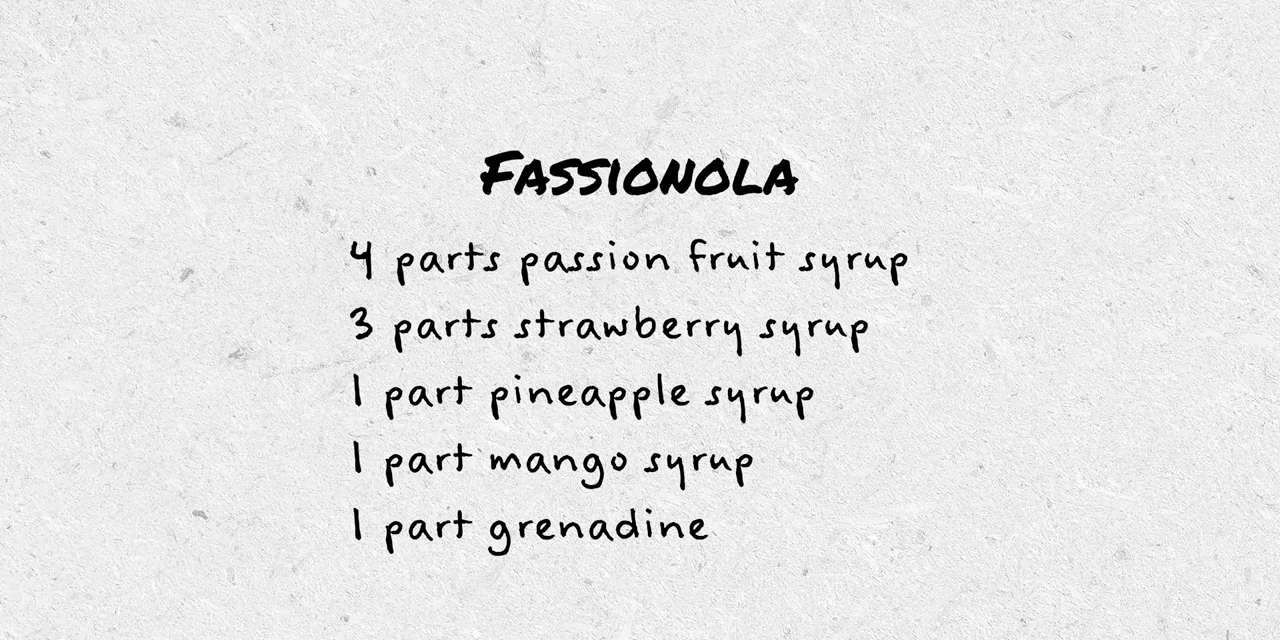 Fassionola
4 parts passion fruit syrup
3 parts strawberry syrup
1 part pineapple syrup
1 part mango syrup
1 part grenadine